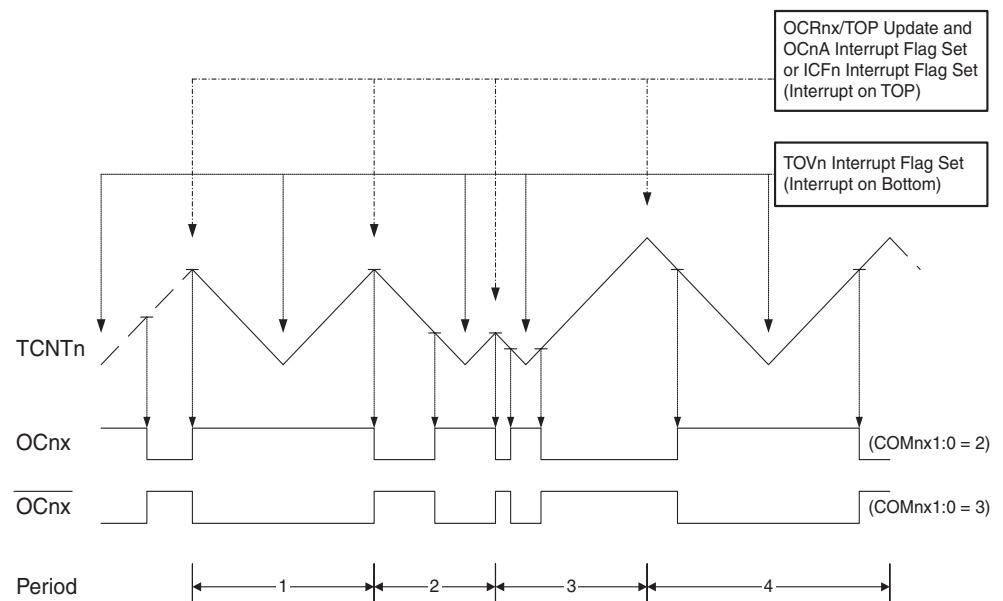 OCRnx/TOP Update and
OCnA Interrupt Flag Set
or ICFn Interrupt Flag Set
(Interrupt on TOP)
TOVn Interrupt Flag Set
(Interrupt on Bottom)
TCNTn
OCnx
(COMnx1:0 = 2)
OCnx
(COMnx1:0 = 3)
Period
1
2
3
4